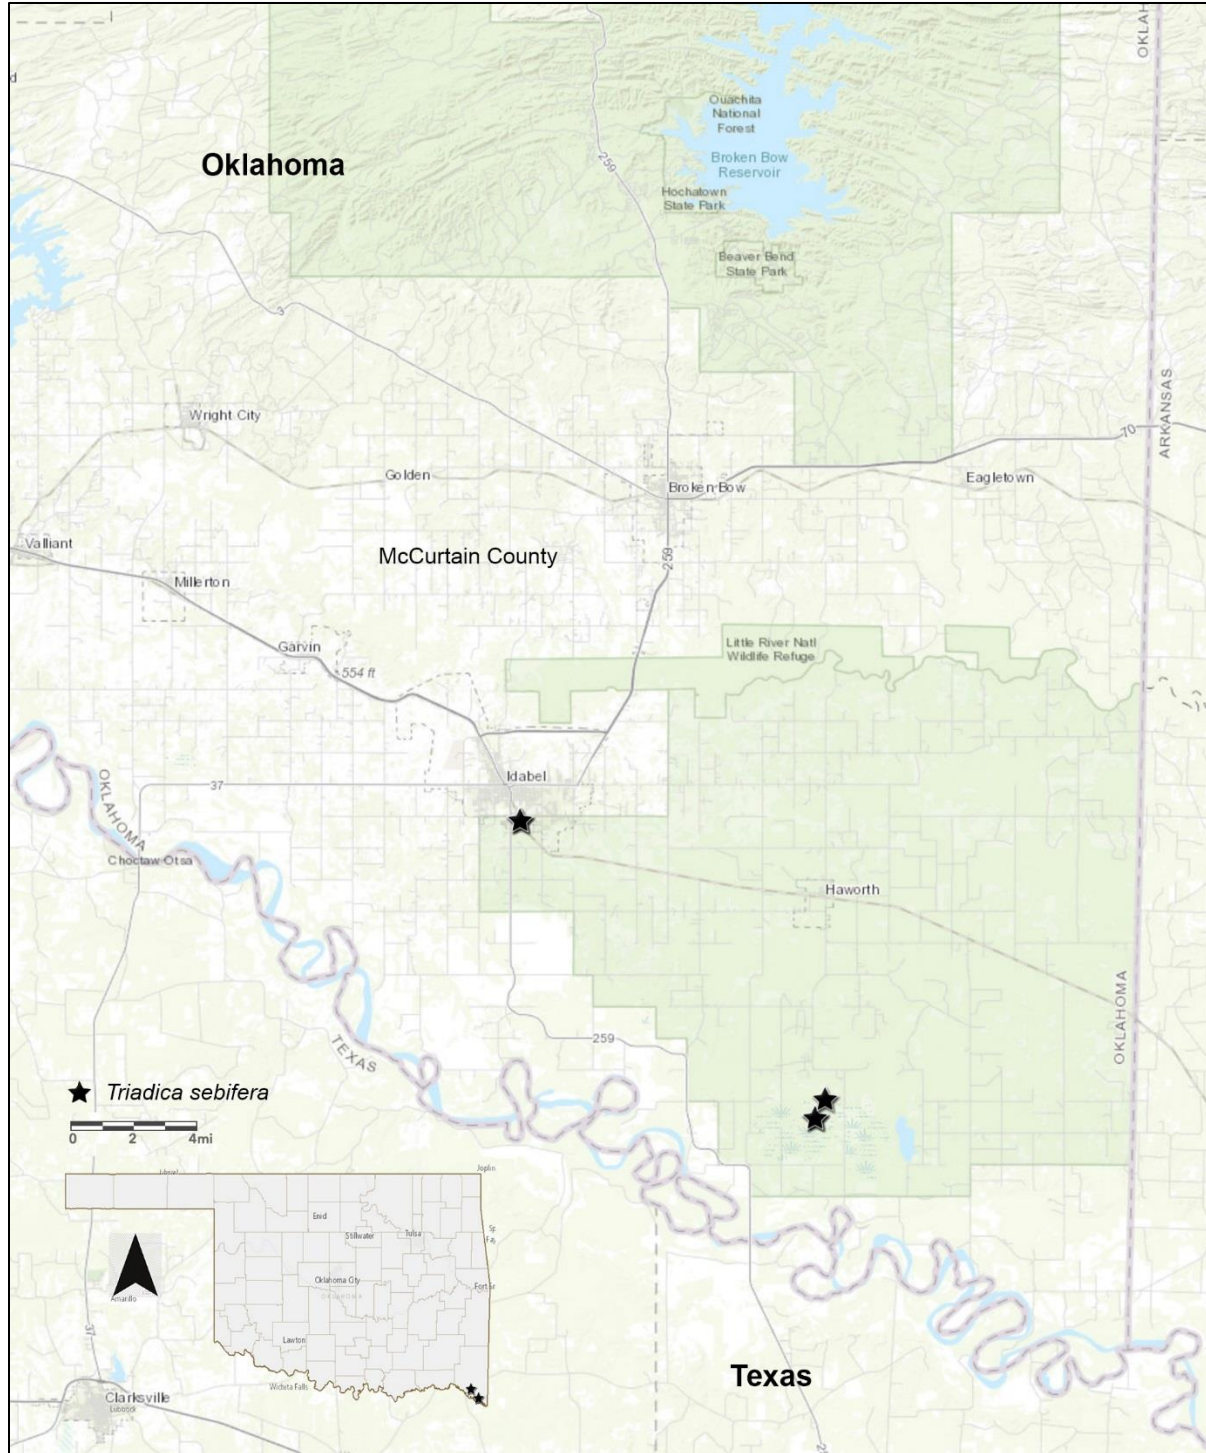 OKLAH
d
Ouachita
National
Forest
Oklahoma
259
Broken Bow
Reservoir
Hochatown
State Park
Beaver Bend
State Park
3
ARKANSAS
Wright City
70
Golden
Eagletown
Broken Bow
Valliant
McCurtain County
259
Millerton
Little River Natl
Wildlife Refuge
Garvin
554 ft
Idabel
37
OKLAHOMA
Choctaw Otsa
Haworth
OKLAHOMA
259
TEXAS
Triadica sebifera
0 2 4mi
Joplin
Enid
Stillwater
Tulsa
Oklahoma City
OKLAHOMA
Amarillo
37
Lawton
Wichita Falls
Texas
Clarksville
Lubbock